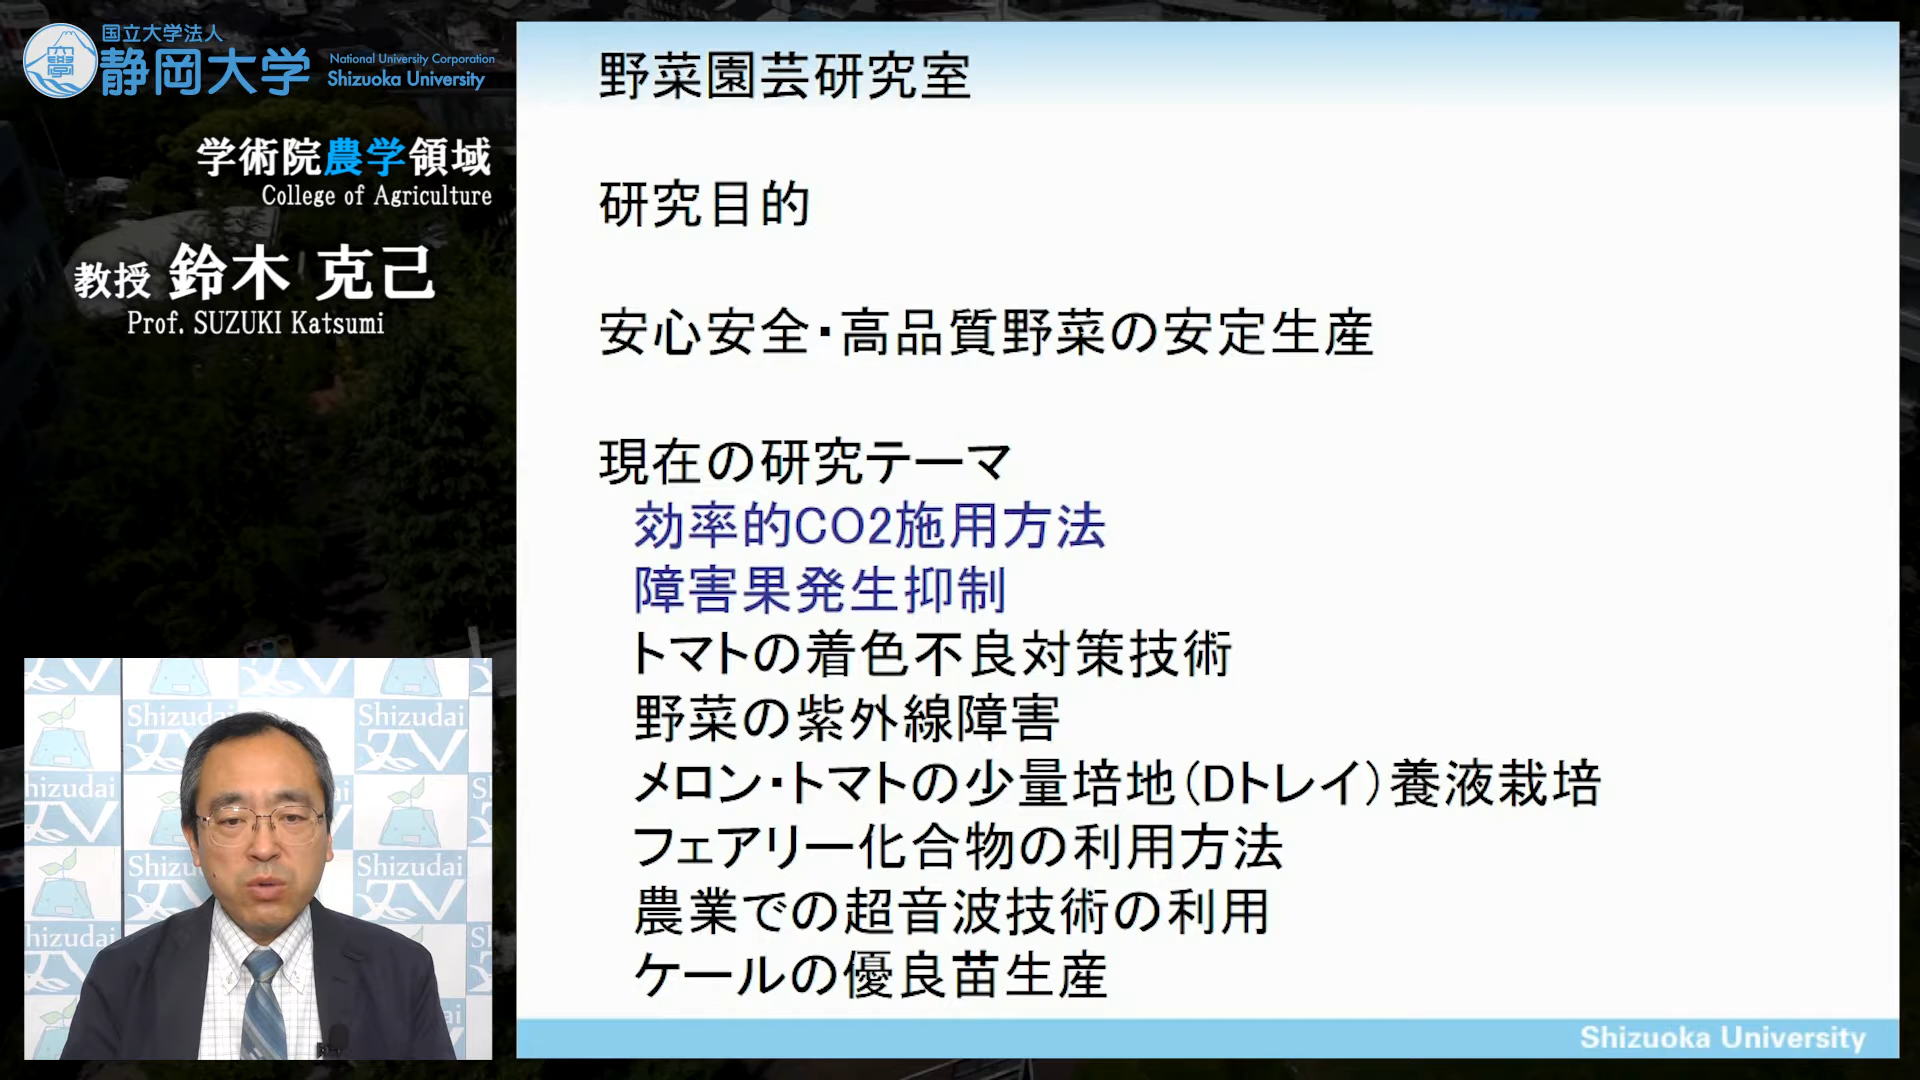 国立大学法人
静岡大学
National University Corporation
Shizuoka University
学術院農学領域
College of Agriculture
教授 鈴木 克己
Prof. SUZUKI Katsumi
野菜園芸研究室
研究目的
安心安全・高品質野菜の安定生産
現在の研究テーマ
効率的CO2施用方法
障害果発生抑制
トマトの着色不良対策技術
野菜の紫外線障害
メロン・トマトの少量培地（Dトレイ）養液栽培
フェアリー化合物の利用方法
農業での超音波技術の利用
ケールの優良苗生産
Shizuoka University
Shizudai
TV
Shizudai
TV
Shizudai
TV